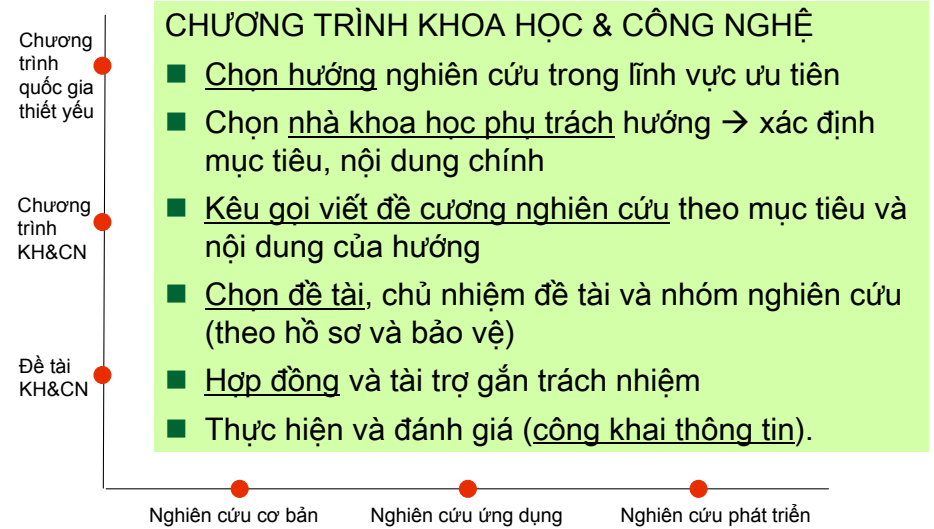 CHƯƠNG TRÌNH KHOA HỌC & CÔNG NGHỆ
Chọn hướng nghiên cứu trong lĩnh vực ưu tiên
Chọn nhà khoa học phụ trách hướng → xác định
mục tiêu, nội dung chính
Kêu gọi viết đề cương nghiên cứu theo mục tiêu và
nội dung của hướng
Chọn đề tài, chủ nhiệm đề tài và nhóm nghiên cứu
(theo hồ sơ và bảo vệ)
Hợp đồng và tài trợ gắn trách nhiệm
Thực hiện và đánh giá (công khai thông tin).
Chương
trình
quốc gia
thiết yếu
Chương
trình
KH&CN
Đề tài
KH&CN
Nghiên cứu cơ bản
Nghiên cứu ứng dụng
Nghiên cứu phát triển